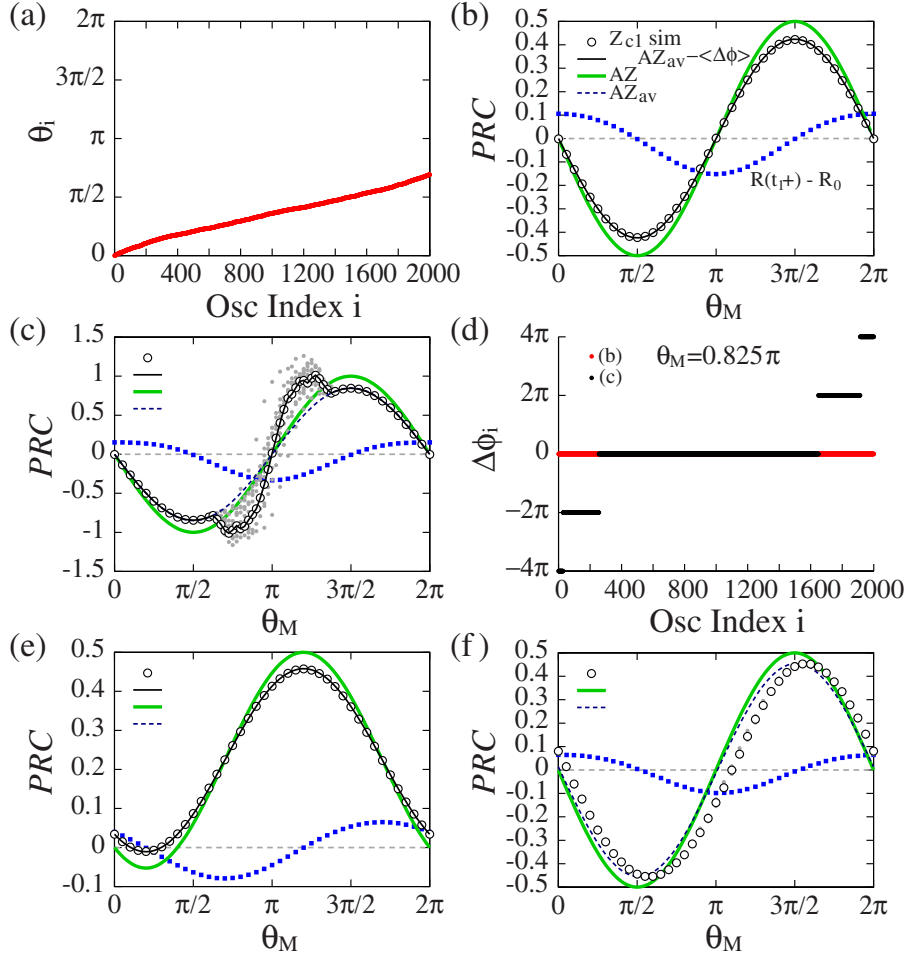 (a)
2π
3π/2
π
π/2
0
θi
0 400 800 1200 1600 2000
Osc Index i
(b)
0.5
0.4
0.3
0.2
0.1
0
-0.1
-0.2
0.3
0.4
-0.5
PRC
Zc1 sim
AZav−<Δϕ>
AZ
AZav
R(tl+) - R0
0 π/2 π 3π/2 2π
θM
(c)
1.5
1
0.5
0
-0.5
-1
-1.5
PRC
0 π/2 π 3π/2 2π
θM
(d)
4π
2π
0
−2π
−4π
Δϕi
(b)
(c)
θM=0.825π
0 400 800 1200 1600 2000
Osc Index i
(e)
0.5
0.4
0.3
0.2
0.1
0
-0.1
PRC
0 π/2 π 3π/2 2π
θM
(f)
0.5
0.4
0.3
0.2
0.1
0
-0.1
-0.2
0.3
0.4
-0.5
PRC
0 π/2 π 3π/2 2π
θM